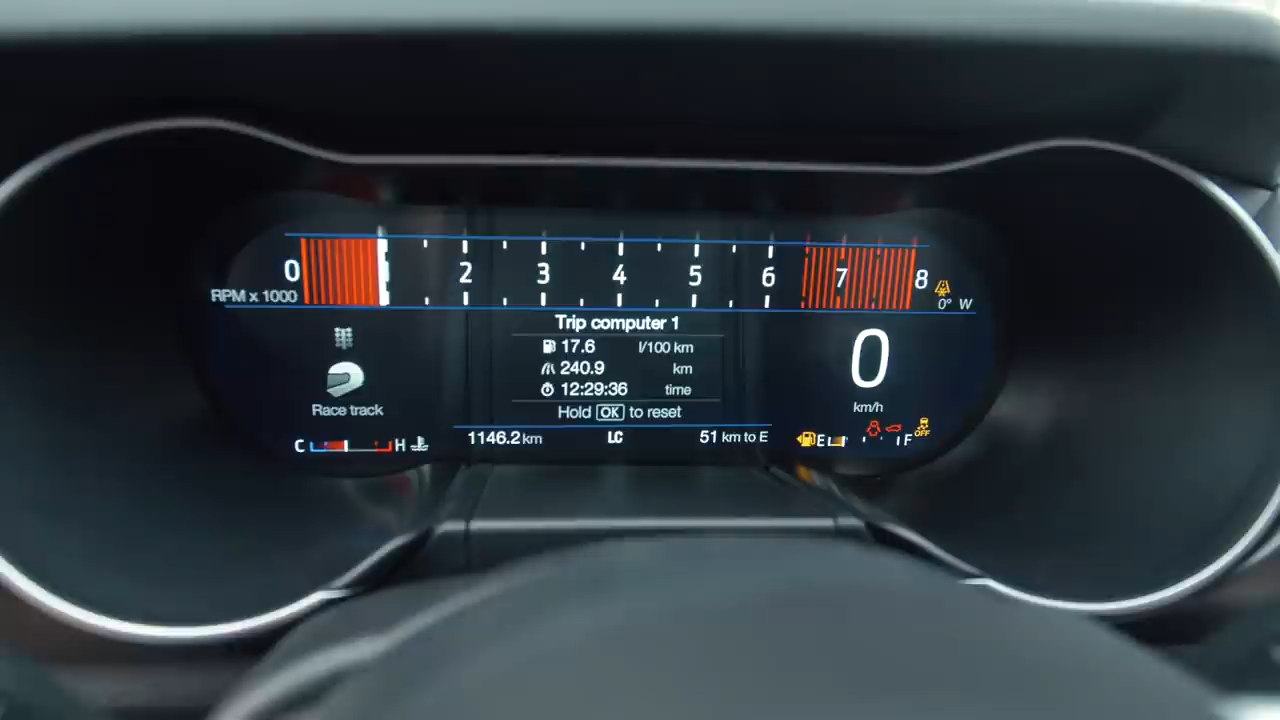 0 2 3 4 5 6 7 8
RPM x 1000
0° W
Trip computer 1
17.6 l/100 km
240.9 km
12:29:36 time
Hold OK to reset
Race track
0
km/h
C H
1146.2 km LC 51 km to E
E F
OFF